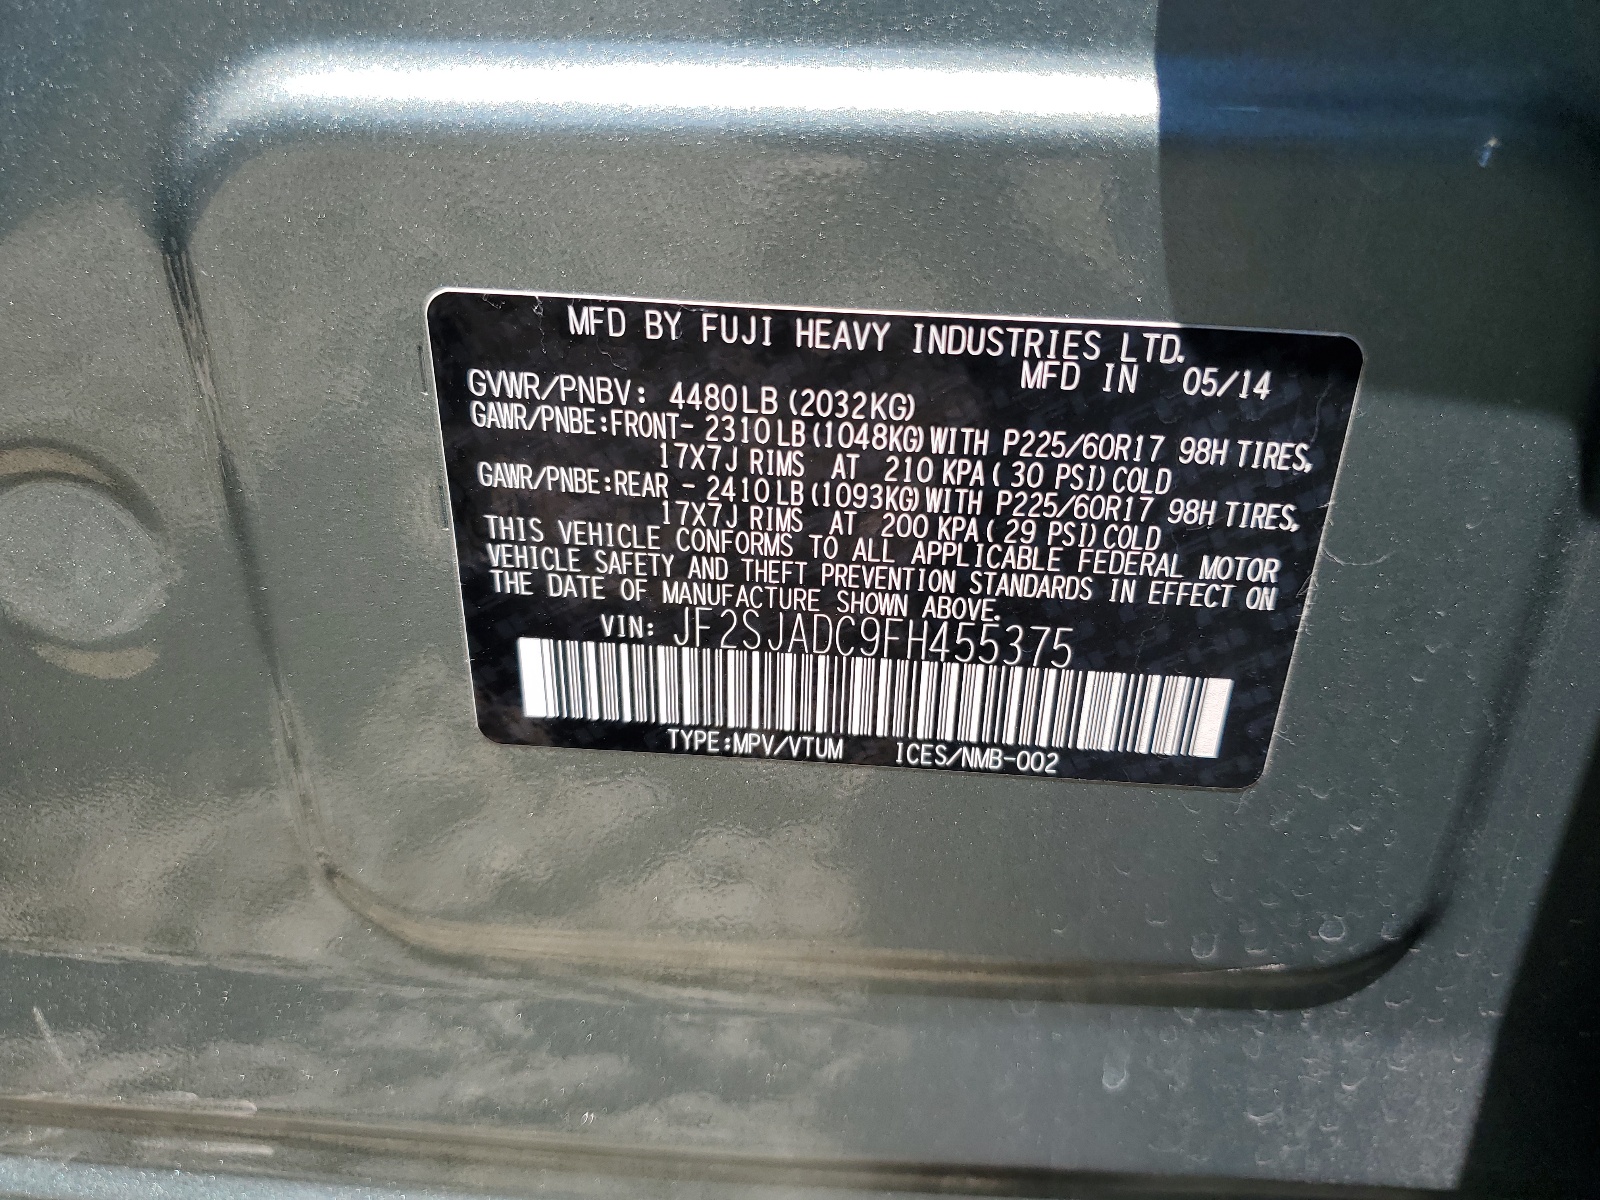 MFD BY FUJI HEAVY INDUSTRIES LTD.
MFD IN 05/14
GVWR/PNBV: 4480LB (2032KG)
GAWR/PNBE:FRONT- 2310LB(1048KG)WITH P225/60R17 98H TIRES,
17X7J RIMS AT 210 KPA( 30 PSI)COLD
GAWR/PNBE:REAR - 2410LB(1093KG)WITH P225/60R17 98H TIRES,
17X7J RIMS AT 200 KPA( 29 PSI)COLD
THIS VEHICLE CONFORMS TO ALL APPLICABLE FEDERAL MOTOR
VEHICLE SAFETY AND THEFT PREVENTION STANDARDS IN EFFECT ON
THE DATE OF MANUFACTURE SHOWN ABOVE.
VIN: JF2SJADC9FH455375
TYPE:MPV/VTUM ICES/NMB-002